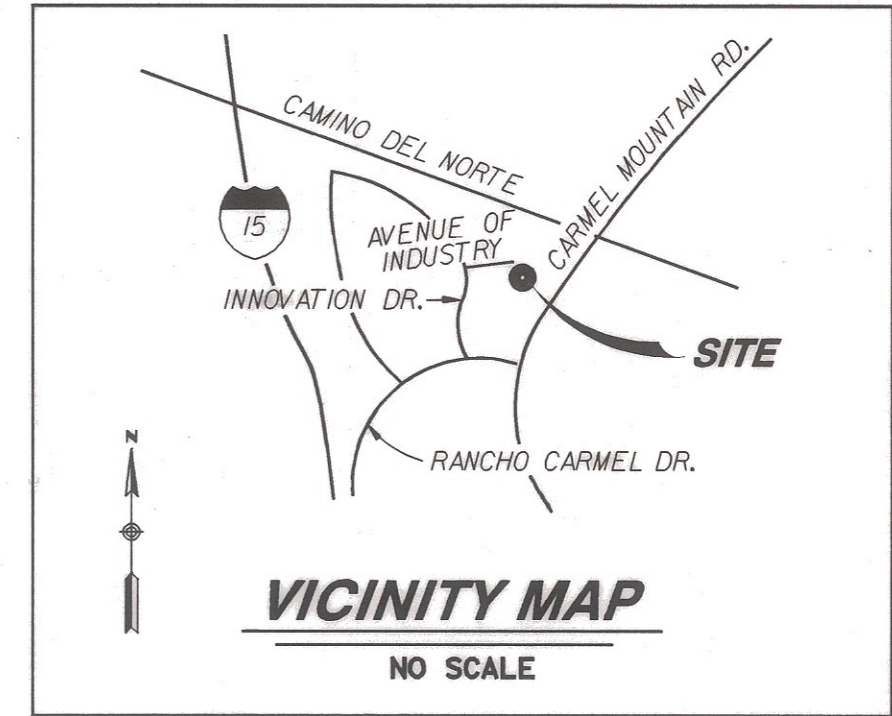 CAMINO DEL NORTE
CARMEL MOUNTAIN RD.
15
AVENUE OF
INDUSTRY
INNOVATION DR.
SITE
RANCHO CARMEL DR.
N
VICINITY MAP
NO SCALE